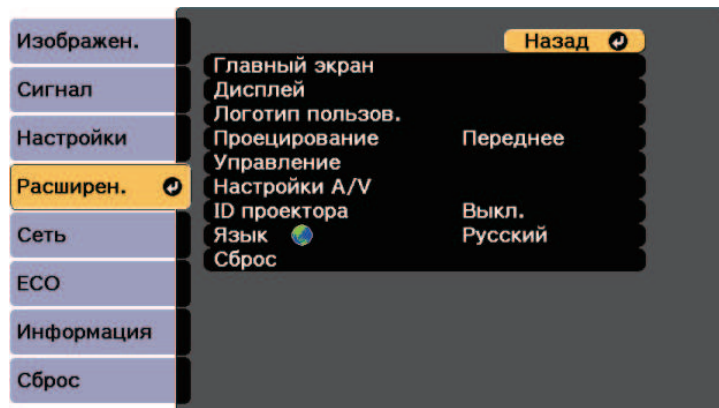 Изображен.
Сигнал
Настройки
Расширен.
Сеть
ECO
Информация
Сброс
Назад
Главный экран
Дисплей
Логотип пользов.
Проецирование Переднее
Управление
Настройки A/V
ID проектора Выкл.
Язык Русский
Сброс